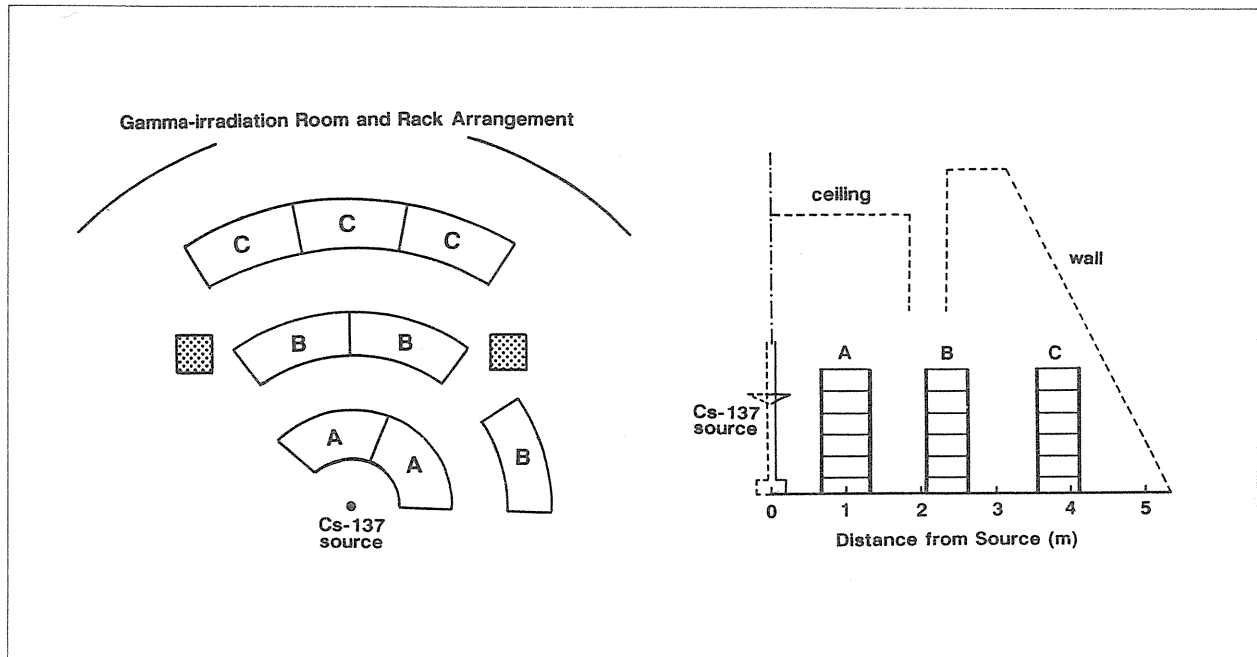 Gamma-irradiation Room and Rack Arrangement
C
C
C
B
B
A
A
B
Cs-137
source
ceiling
wall
A
B
C
Cs-137
source
0 1 2 3 4 5
Distance from Source (m)